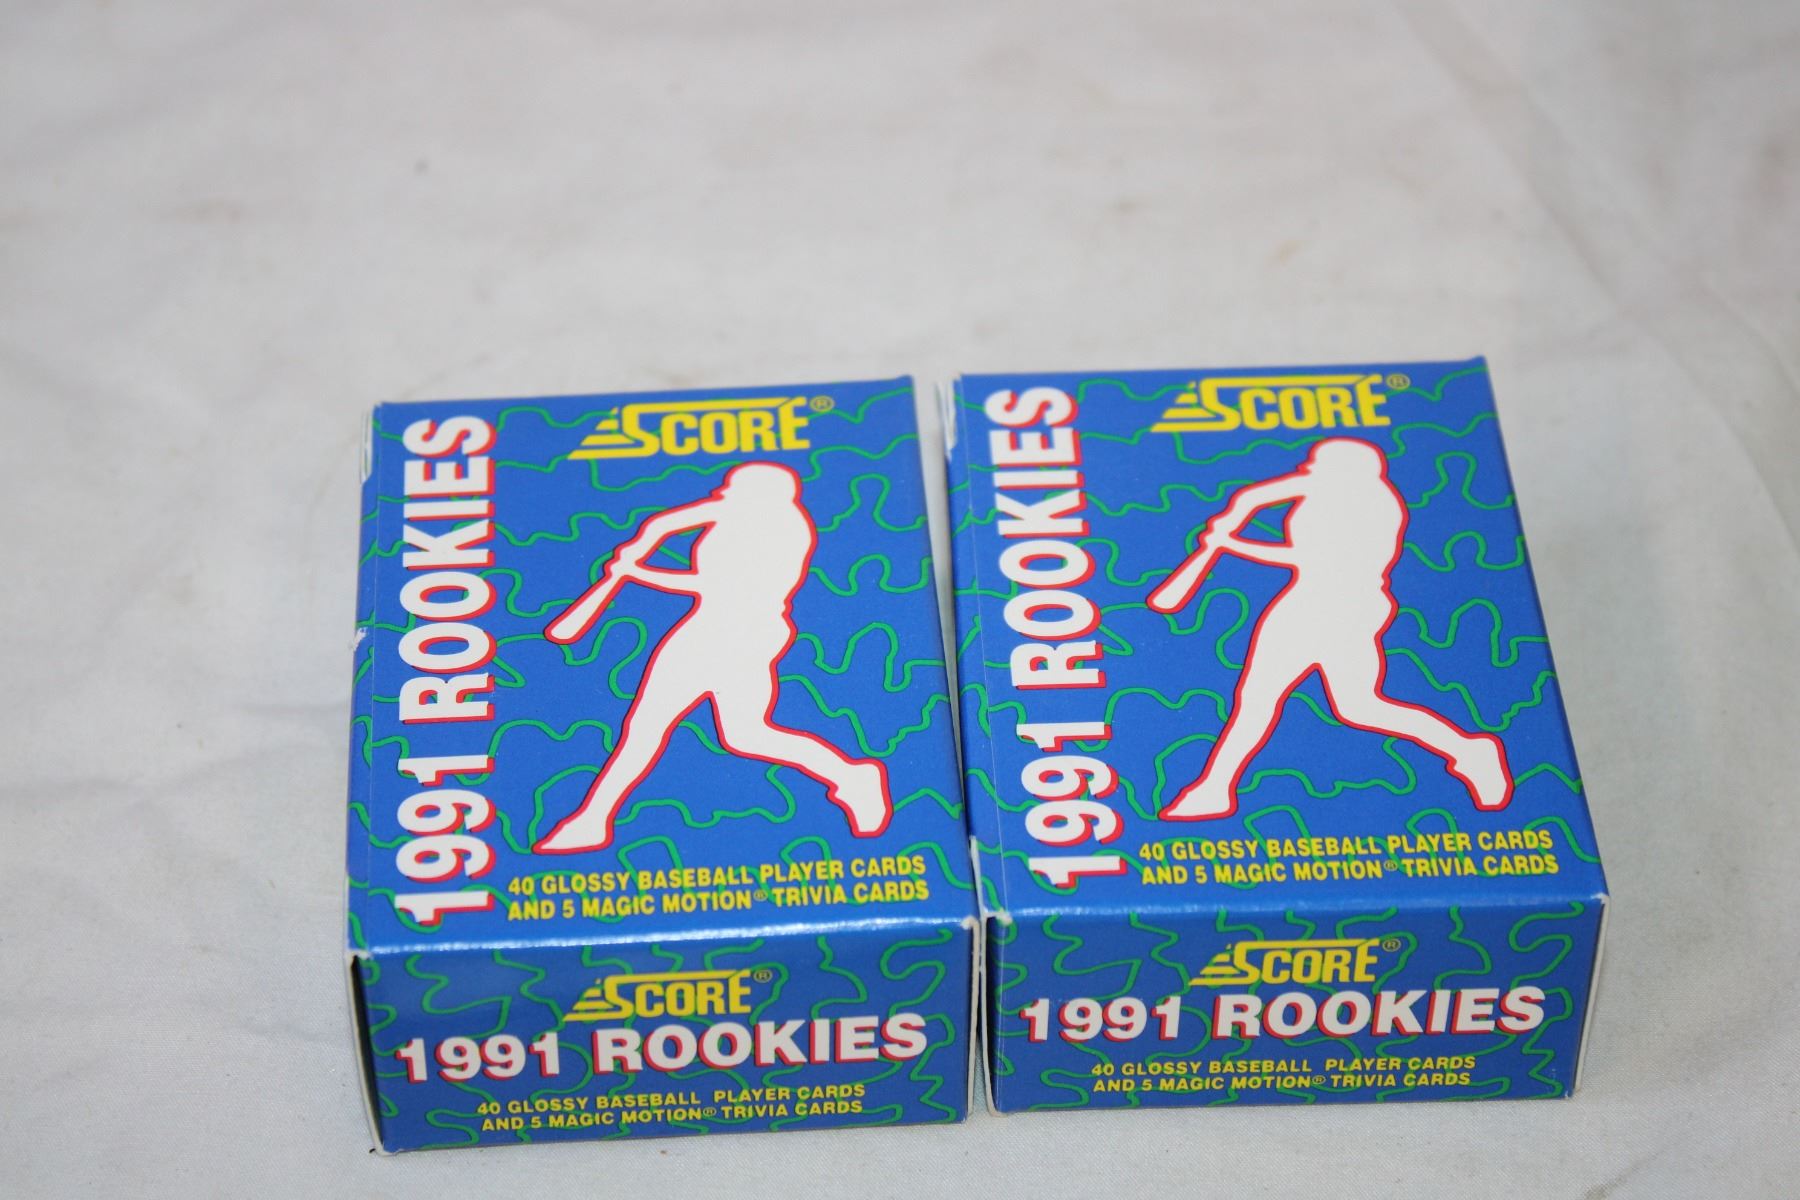 SCORE®
1991 ROOKIES
40 GLOSSY BASEBALL PLAYER CARDS
AND 5 MAGIC MOTION® TRIVIA CARDS
SCORE®
1991 ROOKIES
40 GLOSSY BASEBALL PLAYER CARDS
AND 5 MAGIC MOTION® TRIVIA CARDS
SCORE®
1991 ROOKIES
40 GLOSSY BASEBALL PLAYER CARDS
AND 5 MAGIC MOTION® TRIVIA CARDS
SCORE®
1991 ROOKIES
40 GLOSSY BASEBALL PLAYER CARDS
AND 5 MAGIC MOTION® TRIVIA CARDS